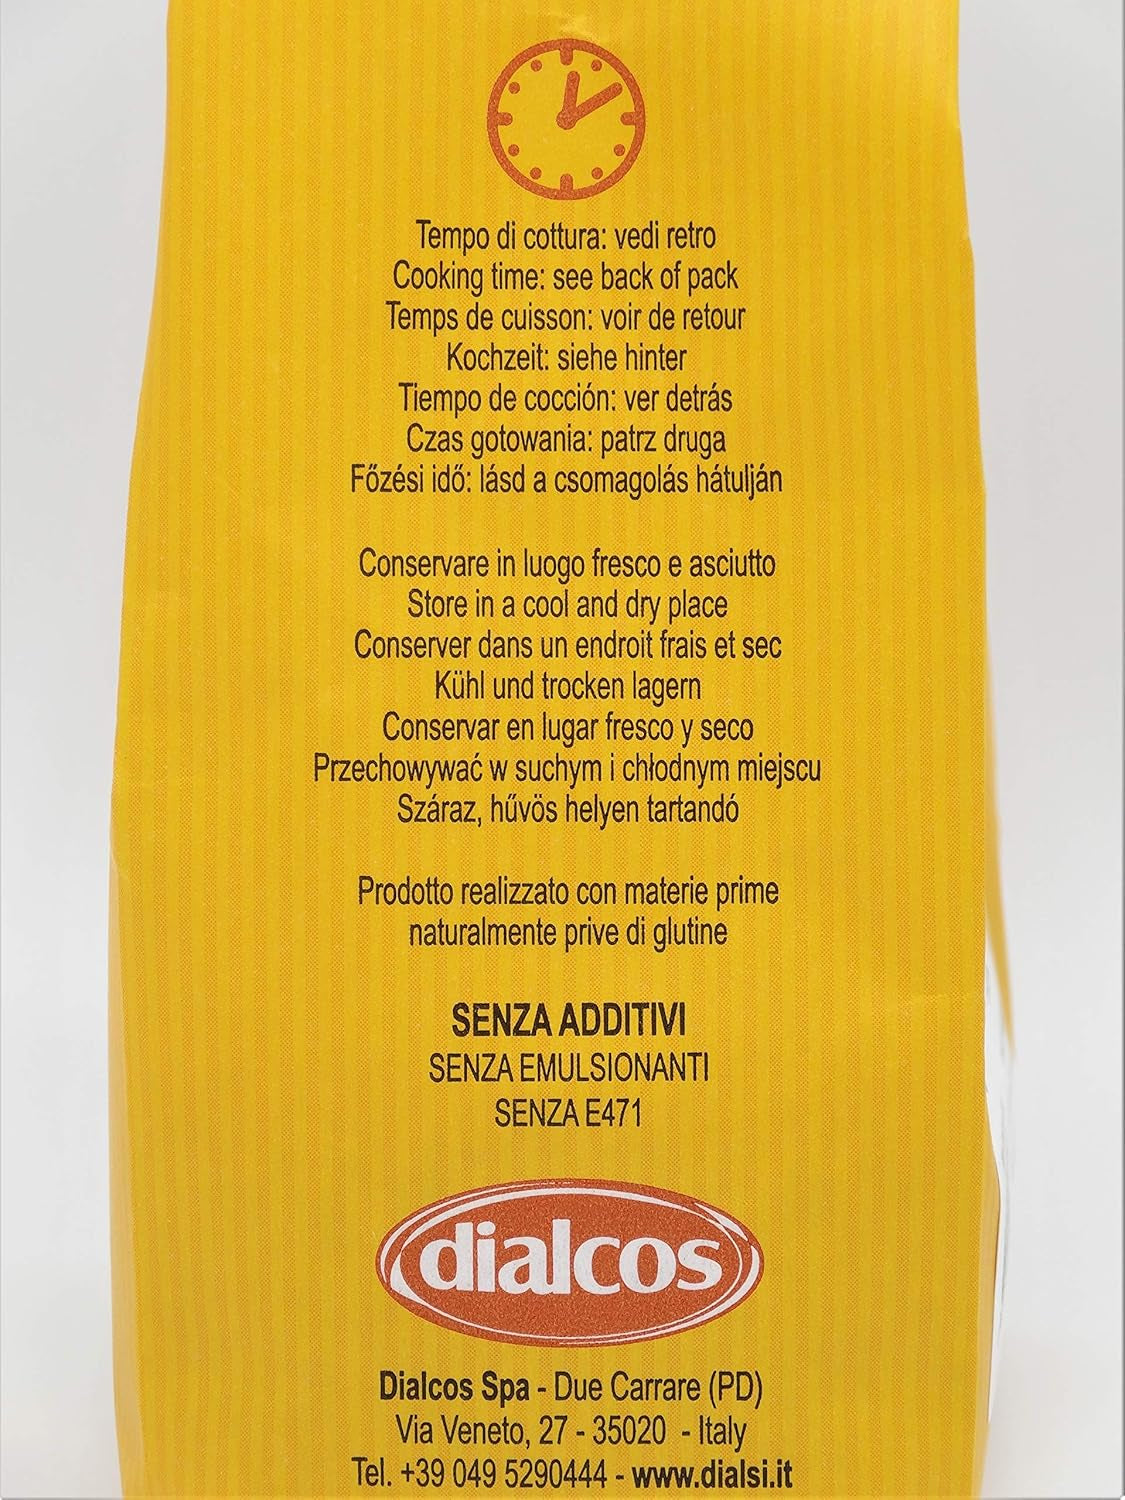 Tempo di cottura: vedi retro
Cooking time: see back of pack
Temps de cuisson: voir de retour
Kochzeit: siehe hinter
Tiempo de cocción: ver detrás
Czas gotowania: patrz druga
Főzési idő: lásd a csomagolás hátulján
Conservare in luogo fresco e asciutto
Store in a cool and dry place
Conserver dans un endroit frais et sec
Kühl und trocken lagern
Conservar en lugar fresco y seco
Przechowywać w suchym i chłodnym miejscu
Száraz, hűvös helyen tartandó
Prodotto realizzato con materie prime
naturalmente prive di glutine
SENZA ADDITIVI
SENZA EMULSIONANTI
SENZA E471
dialcos
Dialcos Spa - Due Carrare (PD)
Via Veneto, 27 - 35020 - Italy
Tel. +39 049 5290444 - www.dialsi.it